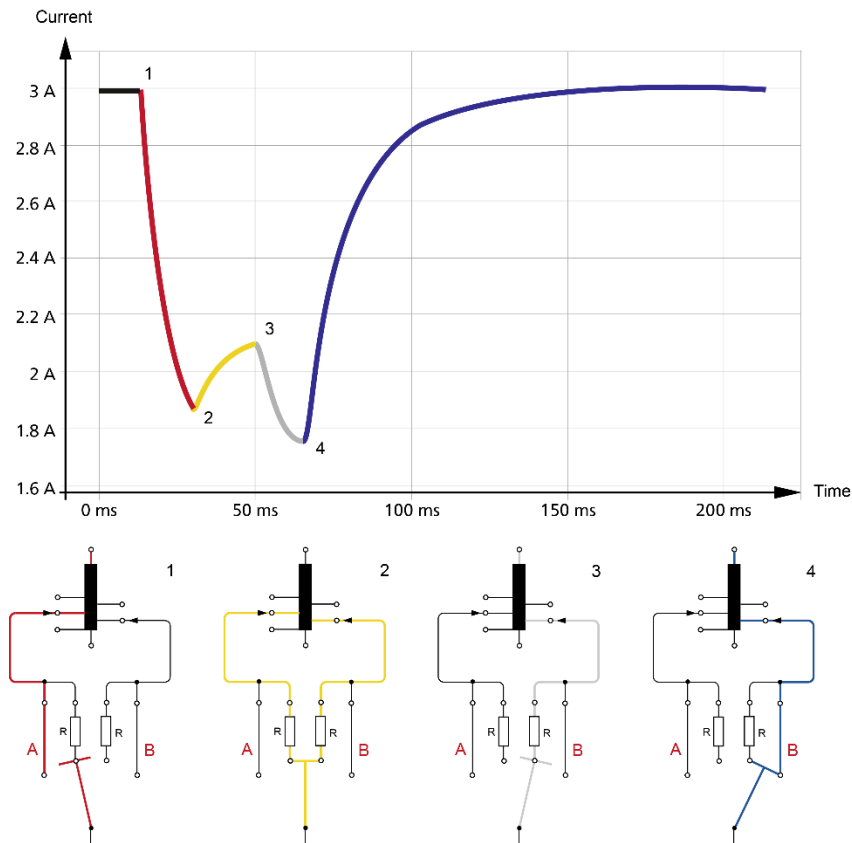 Current
1
3 A
2.8 A
2.6 A
2.4 A
2.2 A
3
2 A
2
1.8 A
4
1.6 A
Time
0 ms 50 ms 100 ms 150 ms 200 ms
1 2 3 4
R R R R R R R R
A B A B A B A B